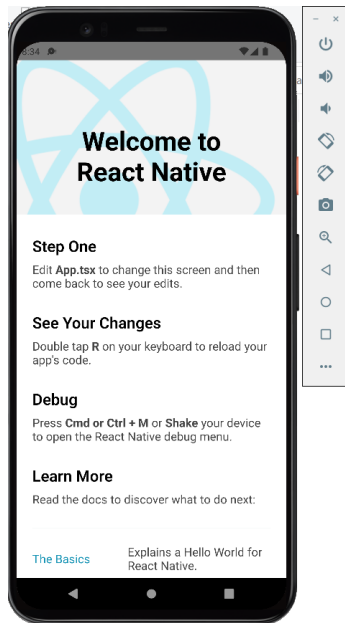 8:34
Welcome to
React Native
Step One
Edit App.tsx to change this screen and then
come back to see your edits.
See Your Changes
Double tap R on your keyboard to reload your
app's code.
Debug
Press Cmd or Ctrl + M or Shake your device
to open the React Native debug menu.
Learn More
Read the docs to discover what to do next:
The Basics
Explains a Hello World for
React Native.